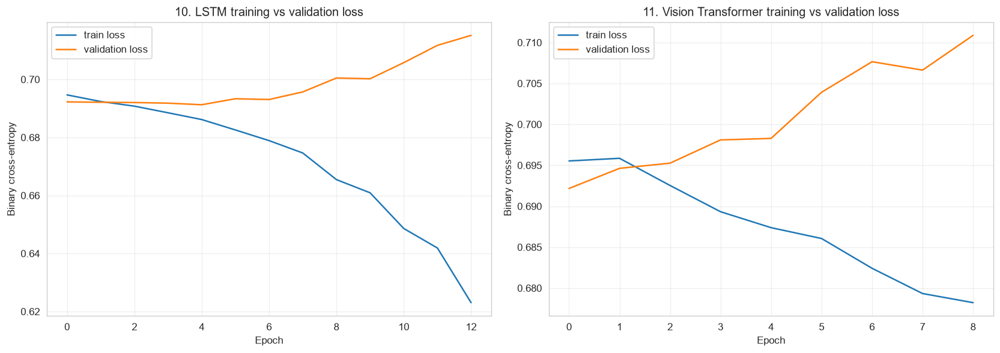 10. LSTM training vs validation loss
train loss
validation loss
Binary cross-entropy
0.70
0.68
0.66
0.64
0.62
0 2 4 6 8 10 12
Epoch
11. Vision Transformer training vs validation loss
train loss
validation loss
Binary cross-entropy
0.710
0.705
0.700
0.695
0.690
0.685
0.680
0 1 2 3 4 5 6 7 8
Epoch